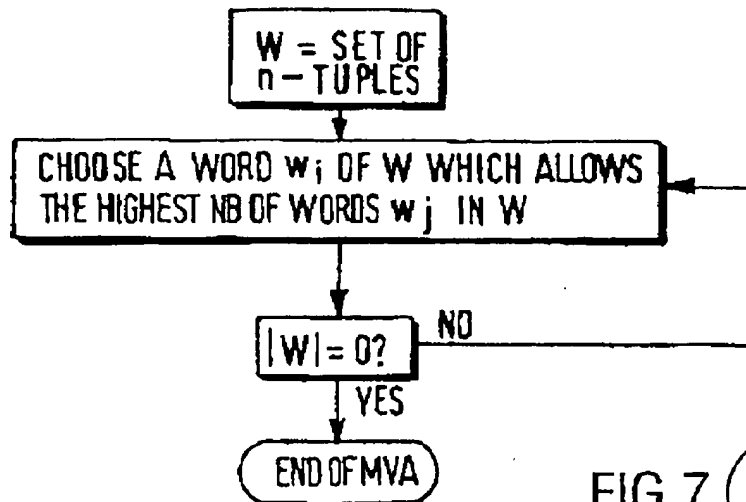 W = SET OF
n - TUPLES
CHOOSE A WORD wi OF W WHICH ALLOWS
THE HIGHEST NB OF WORDS wj IN W
|W| = 0?
NO
YES
END OF MVA
FIG.7